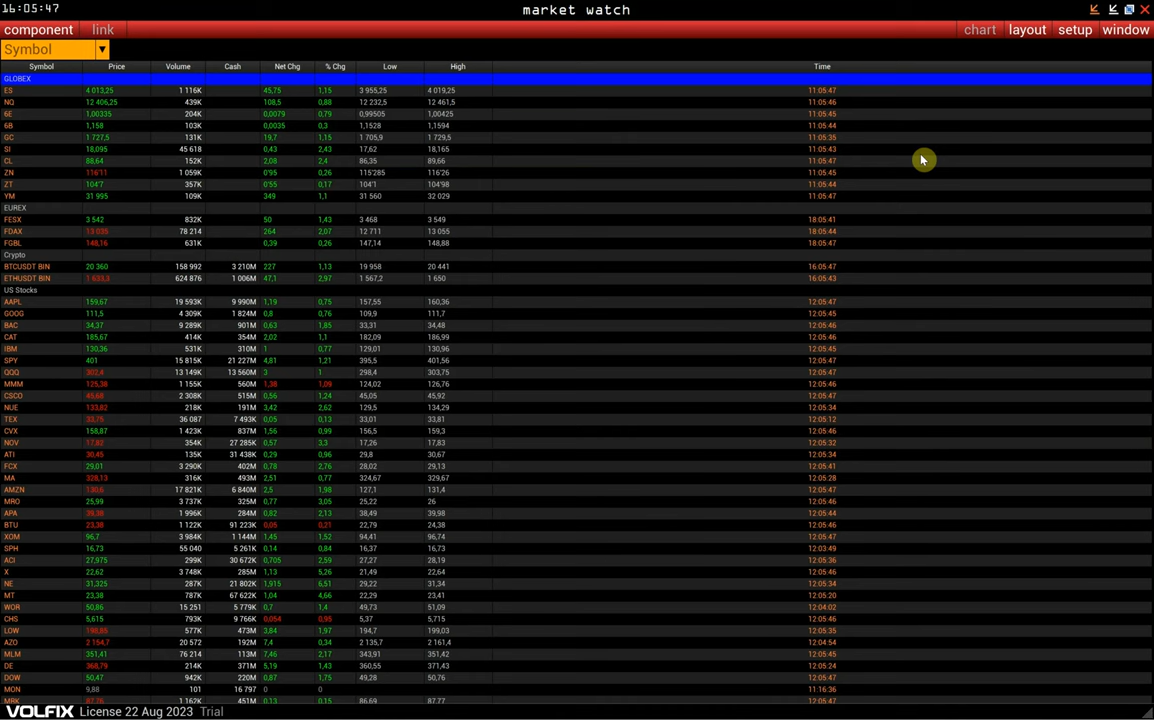 16:05:47 market watch
component link chart layout setup window
Symbol
Symbol Price Volume Cash Net Chg % Chg Low High Time
GLOBEX
ES 4 013,25 1 116K 45,75 1,15 3 955,25 4 019,25 11:05:47
NQ 12 406,25 439K 108,5 0,88 12 232,5 12 461,5 11:05:46
6E 1,00335 204K 0,0079 0,79 0,99505 1,00425 11:05:45
6B 1,158 103K 0,0035 0,3 1,1528 1,1594 11:05:44
GC 1 727,5 131K 19,7 1,15 1 705,9 1 729,5 11:05:35
SI 18,095 45 618 0,43 2,43 17,62 18,165 11:05:43
CL 88,64 152K 2,08 2,4 86,35 89,66 11:05:47
ZN 116'11 1 059K 0'95 0,26 115'285 116'26 11:05:45
ZT 104'7 357K 0'55 0,17 104'1 104'98 11:05:44
YM 31 995 109K 349 1,1 31 560 32 029 11:05:47
EUREX
FESX 3 542 832K 50 1,43 3 468 3 549 18:05:41
FDAX 13 035 78 214 264 2,07 12 711 13 055 18:05:44
FGBL 148,16 631K 0,39 0,26 147,14 148,88 18:05:47
Crypto
BTCUSDT BIN 20 360 158 992 3 210M 227 1,13 19 958 20 441 16:05:47
ETHUSDT BIN 1 633,3 624 876 1 006M 47,1 2,97 1 567,2 1 650 16:05:43
US Stocks
AAPL 159,67 19 593K 9 990M 1,19 0,75 157,55 160,36 12:05:47
GOOG 111,5 4 309K 1 824M 0,8 0,76 109,9 111,7 12:05:45
BAC 34,37 9 289K 901M 0,63 1,85 33,31 34,48 12:05:46
CAT 185,67 414K 354M 2,02 1,1 182,09 186,99 12:05:46
IBM 130,36 531K 310M 1 0,77 129,01 130,96 12:05:45
SPY 401 15 815K 21 227M 4,81 1,21 395,5 401,56 12:05:47
QQQ 302,4 13 149K 13 560M 3 1 298,4 303,75 12:05:47
MMM 125,38 1 155K 560M 1,38 1,09 124,02 126,76 12:05:46
CSCO 45,68 2 308K 515M 0,56 1,24 45,05 45,92 12:05:47
NUE 133,82 218K 191M 3,42 2,62 129,5 134,29 12:05:34
TEX 33,75 36 087 7 493K 0,05 0,13 33,01 33,81 12:05:12
CVX 158,87 1 423K 837M 1,56 0,99 156,5 159,3 12:05:46
NOV 17,82 354K 27 285K 0,57 3,3 17,26 17,83 12:05:32
ATI 30,45 135K 31 438K 0,29 0,96 29,8 30,67 12:05:34
FCX 29,01 3 290K 402M 0,78 2,76 28,02 29,13 12:05:41
MA 328,13 316K 493M 2,51 0,77 324,67 329,67 12:05:28
AMZN 130,6 17 821K 6 840M 2,5 1,98 127,1 131,4 12:05:47
MRO 25,99 3 737K 325M 0,77 3,05 25,22 26 12:05:46
APA 39,38 1 996K 284M 0,82 2,13 38,49 39,98 12:05:44
BTU 23,38 1 122K 91 223K 0,05 0,21 22,79 24,38 12:05:46
XOM 96,7 3 984K 1 144M 1,45 1,52 94,41 96,74 12:05:47
SPH 16,73 55 040 5 261K 0,14 0,84 16,37 16,73 12:03:49
ACI 27,975 299K 30 672K 0,705 2,59 27,27 28,19 12:05:36
X 22,62 3 748K 285M 1,13 5,26 21,49 22,64 12:05:46
NE 31,325 287K 21 802K 1,915 6,51 29,22 31,34 12:05:34
MT 23,38 787K 67 622K 1,04 4,66 22,29 23,41 12:05:20
WOR 50,86 15 251 5 779K 0,7 1,4 49,73 51,09 12:04:02
CHS 5,615 793K 9 766K 0,054 0,95 5,37 5,715 12:05:46
LOW 198,85 577K 473M 3,84 1,97 194,7 199,03 12:05:35
AZO 2 154,7 20 572 192M 7,4 0,34 2 135,7 2 161,4 12:04:54
MLM 351,41 76 214 113M 7,46 2,17 343,91 351,42 12:05:45
DE 368,79 214K 371M 5,19 1,43 360,55 371,43 12:05:24
DOW 50,47 942K 220M 0,87 1,75 49,28 50,76 12:05:47
MON 9,88 101 16 797 0 0 11:16:36
MRK 87,76 1 162K 451M 0,13 0,15 86,69 87,77 12:05:47
VOLFIX License 22 Aug 2023 Trial